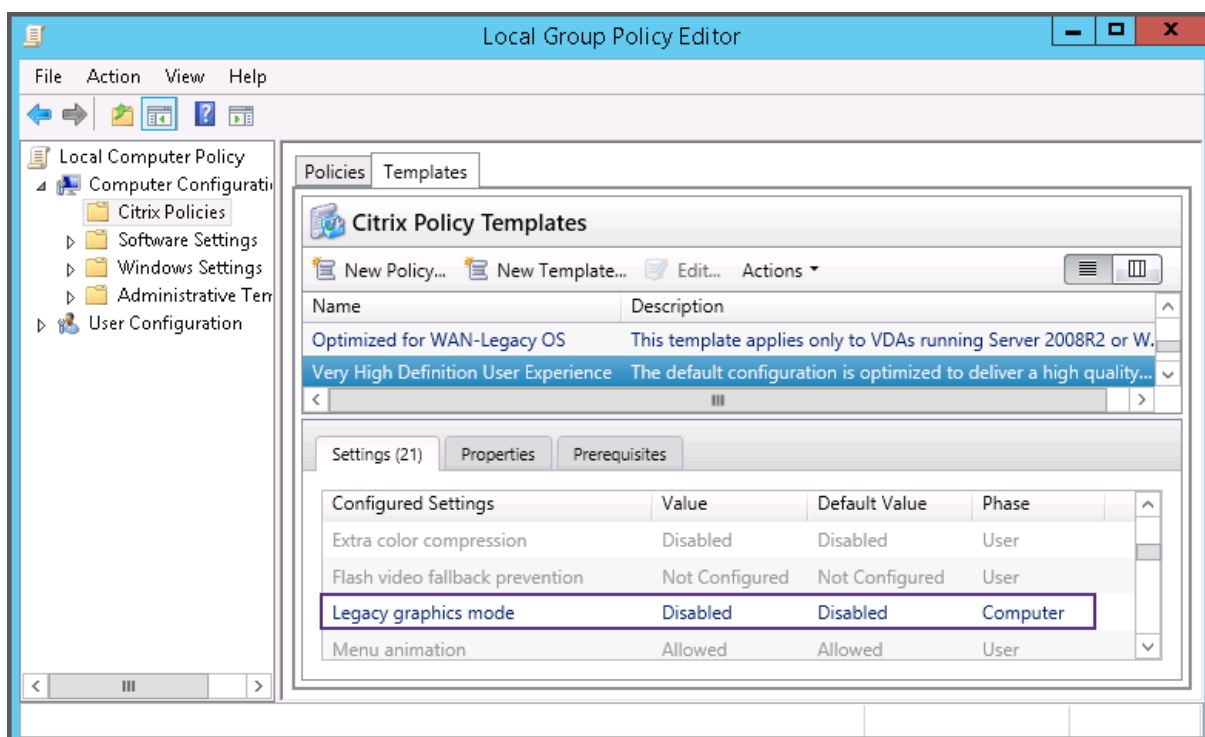 Local Group Policy Editor
File Action View Help
Local Computer Policy
Computer Configurati
Citrix Policies
Software Settings
Windows Settings
Administrative Tem
User Configuration
Policies Templates
Citrix Policy Templates
New Policy... New Template... Edit... Actions
Name Description
Optimized for WAN-Legacy OS This template applies only to VDAs running Server 2008R2 or W.
Very High Definition User Experience The default configuration is optimized to deliver a high quality...
Settings (21) Properties Prerequisites
Configured Settings Value Default Value Phase
Extra color compression Disabled Disabled User
Flash video fallback prevention Not Configured Not Configured User
Legacy graphics mode Disabled Disabled Computer
Menu animation Allowed Allowed User